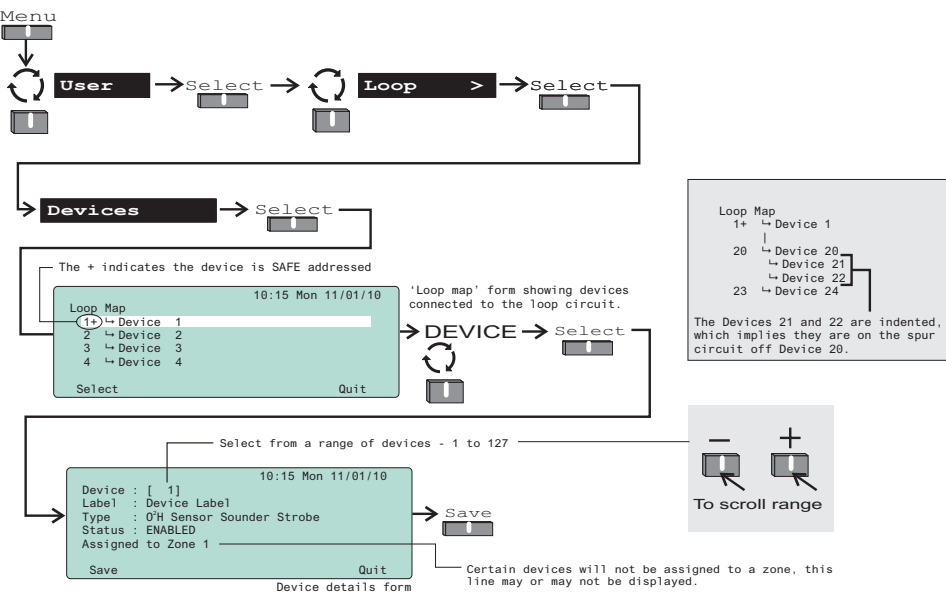 Menu
User
Select
Loop >
Select
Devices
Select
The + indicates the device is SAFE addressed
10:15 Mon 11/01/10
Loop Map
1+ ↳ Device 1
2 ↳ Device 2
3 ↳ Device 3
4 ↳ Device 4
Select Quit
'Loop map' form showing devices
connected to the loop circuit.
DEVICE
Select
Loop Map
1+ ↳ Device 1
|
20 ↳ Device 20
↳ Device 21
↳ Device 22
23 ↳ Device 24
The Devices 21 and 22 are indented,
which implies they are on the spur
circuit off Device 20.
Select from a range of devices - 1 to 127
– +
To scroll range
10:15 Mon 11/01/10
Device : [ 1]
Label : Device Label
Type : O²H Sensor Sounder Strobe
Status : ENABLED
Assigned to Zone 1
Save Quit
Save
Certain devices will not be assigned to a zone, this
line may or may not be displayed.
Device details form